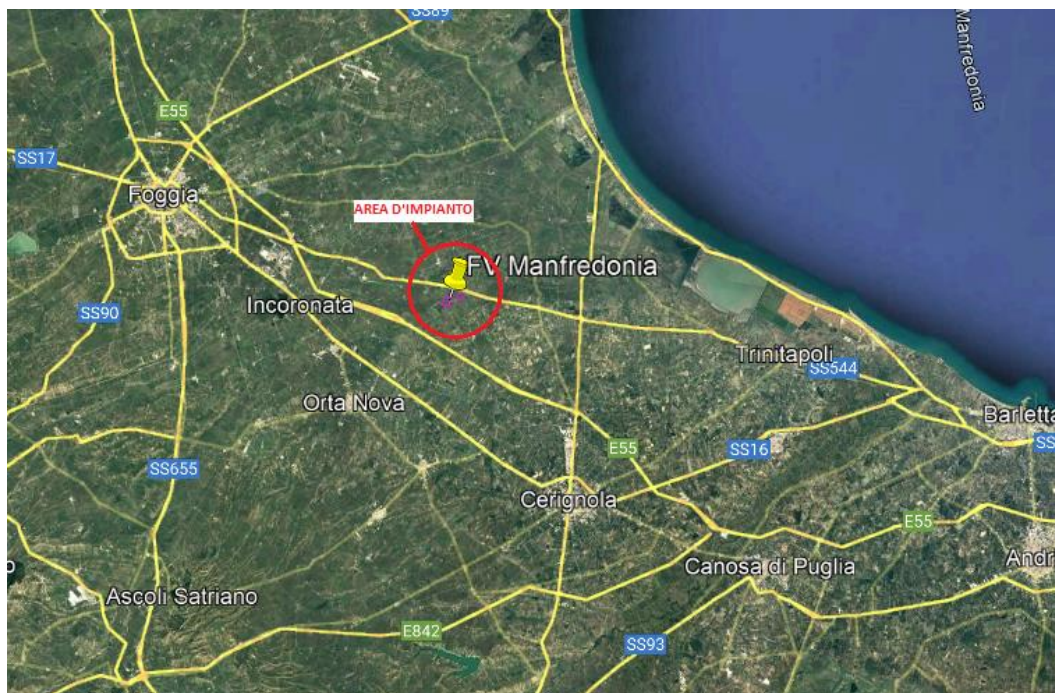 SS89
Manfredonia
E55
SS17
Foggia
AREA D'IMPIANTO
FV Manfredonia
Incoronata
SS90
Trinitapoli
SS544
Orta Nova
Barletta
SS
SS655
E55
SS16
Cerignola
E55
Canosa di Puglia
Andr
o
Ascoli Satriano
E842
SS93